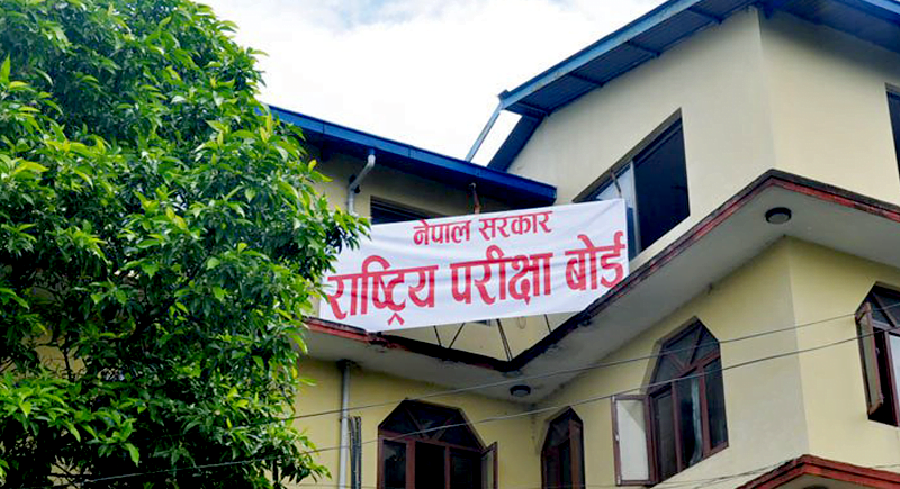 नेपाल सरकार
राष्ट्रिय परीक्षा बोर्ड